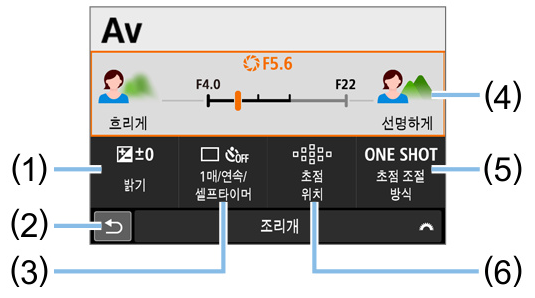 Av
F5.6
F4.0
F22
흐리게
선명하게
(4)
(1)
±0
밝기
OFF
1매/연속/
셀프타이머
초점
위치
ONE SHOT
초점 조절
방식
(5)
(2)
조리개
(3)
(6)